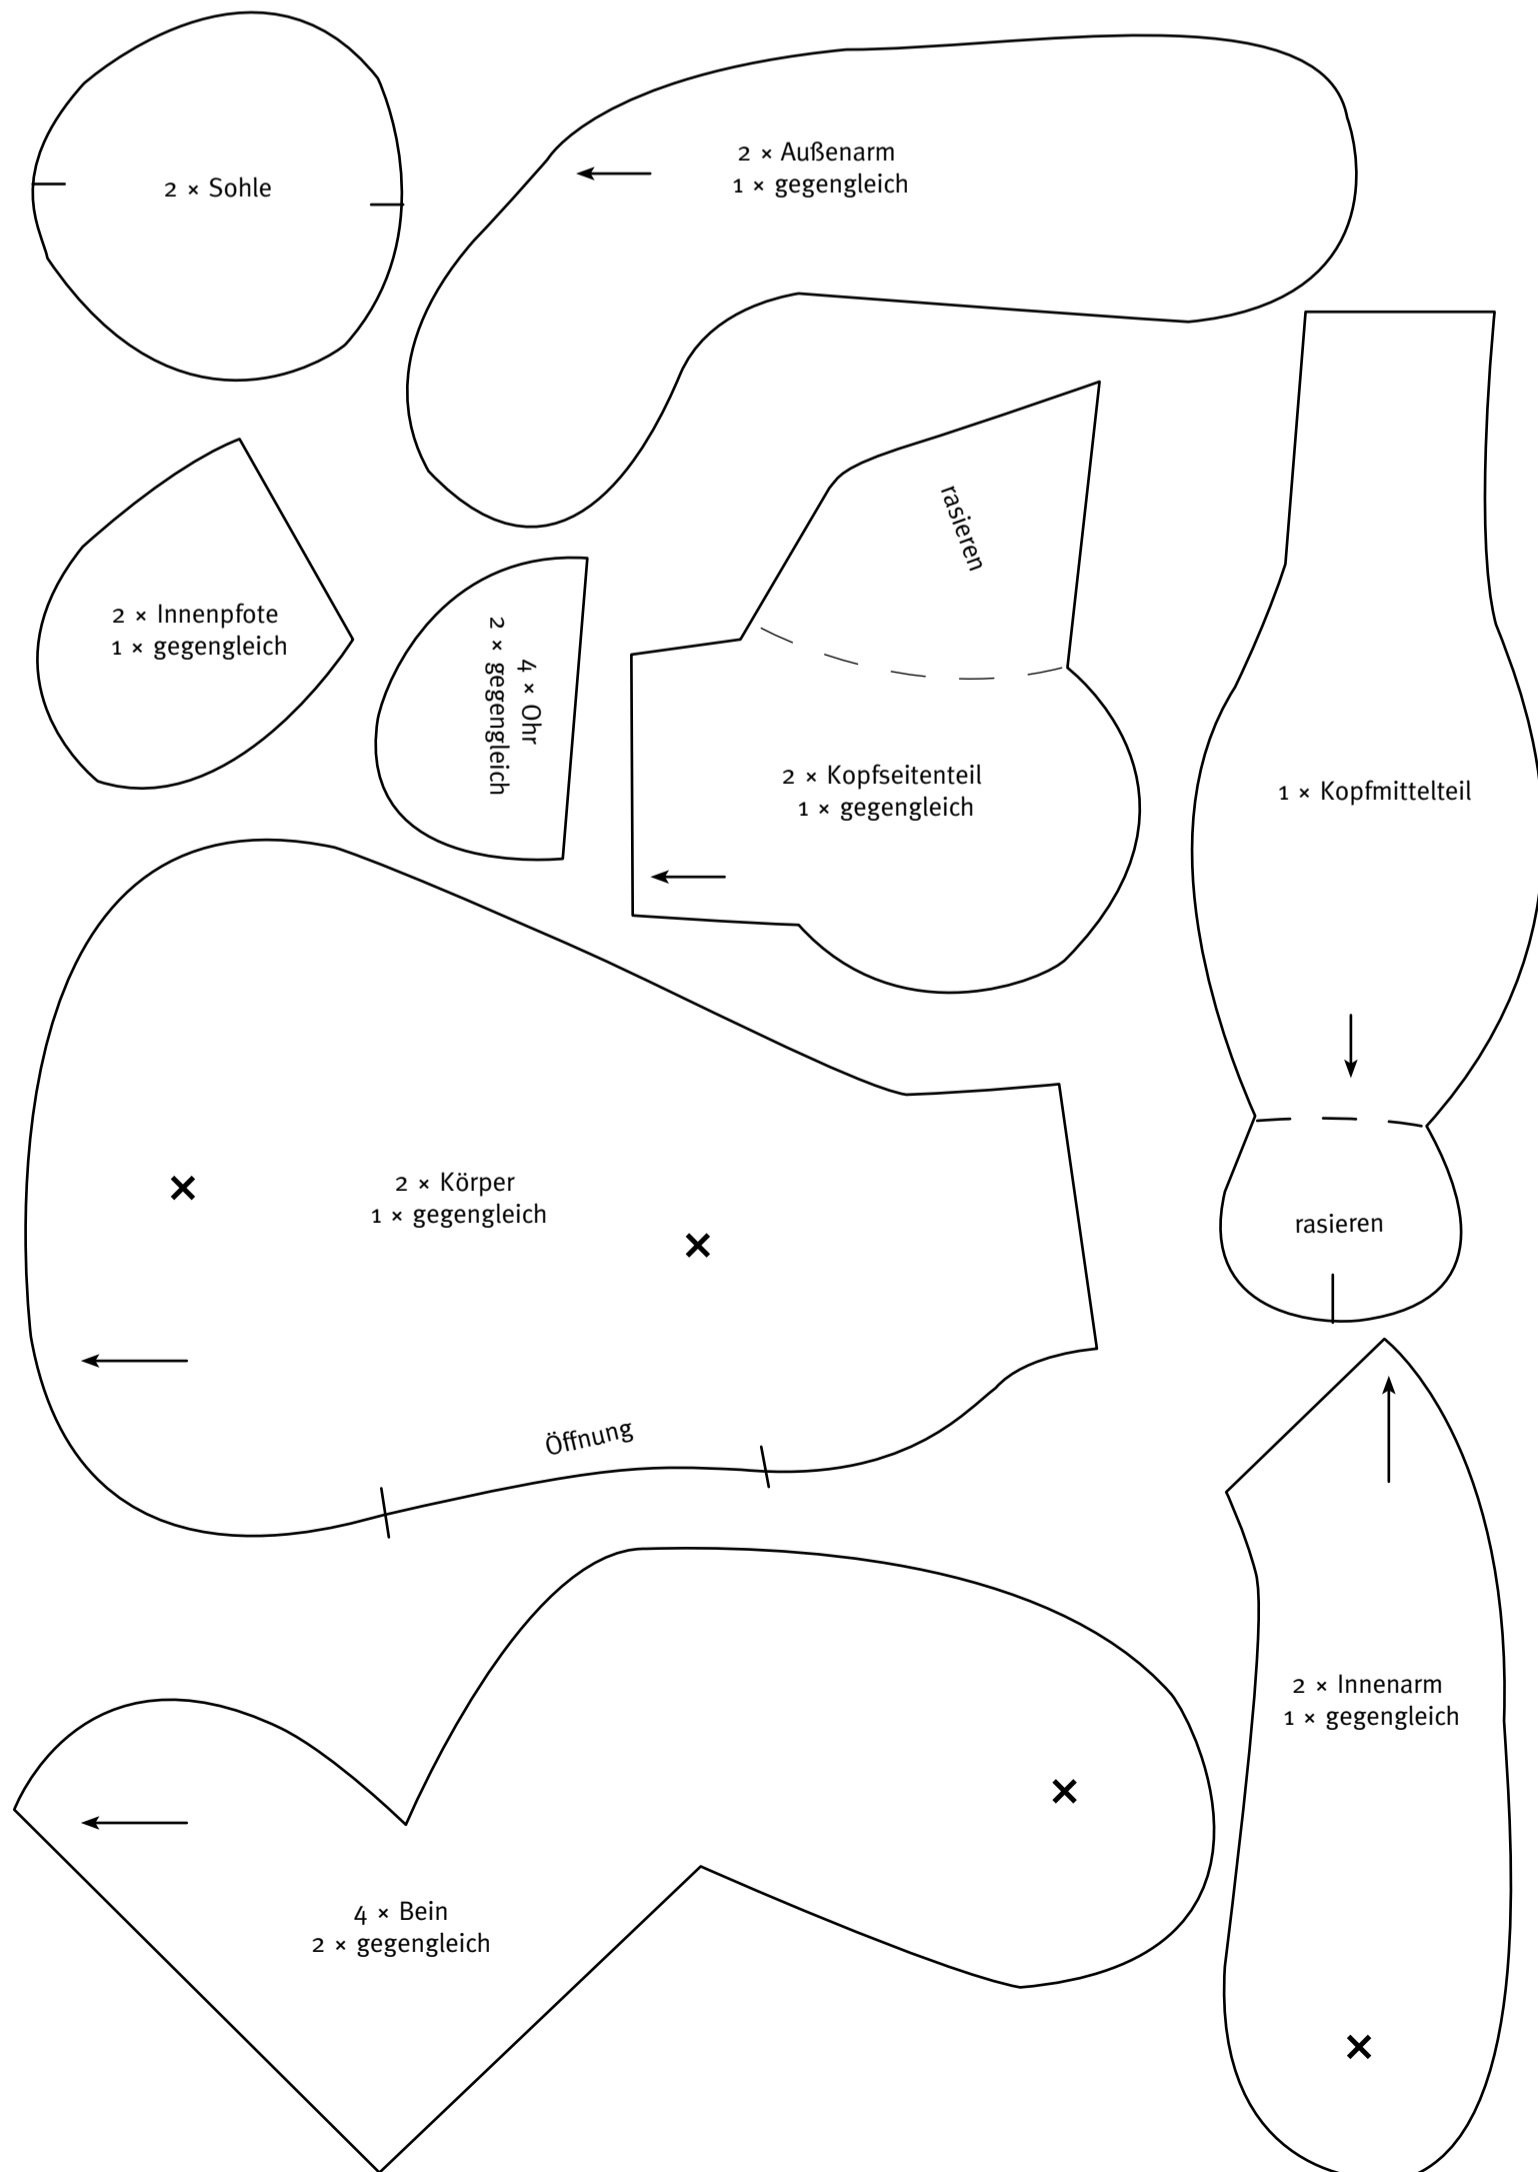 2 × Sohle
2 × Außenarm
1 × gegengleich
rasieren
2 × Innenpfote
1 × gegengleich
4 × Ohr
2 × gegengleich
2 × Kopfseitenteil
1 × gegengleich
1 × Kopfmittelteil
2 × Körper
1 × gegengleich
rasieren
Öffnung
2 × Innenarm
1 × gegengleich
4 × Bein
2 × gegengleich